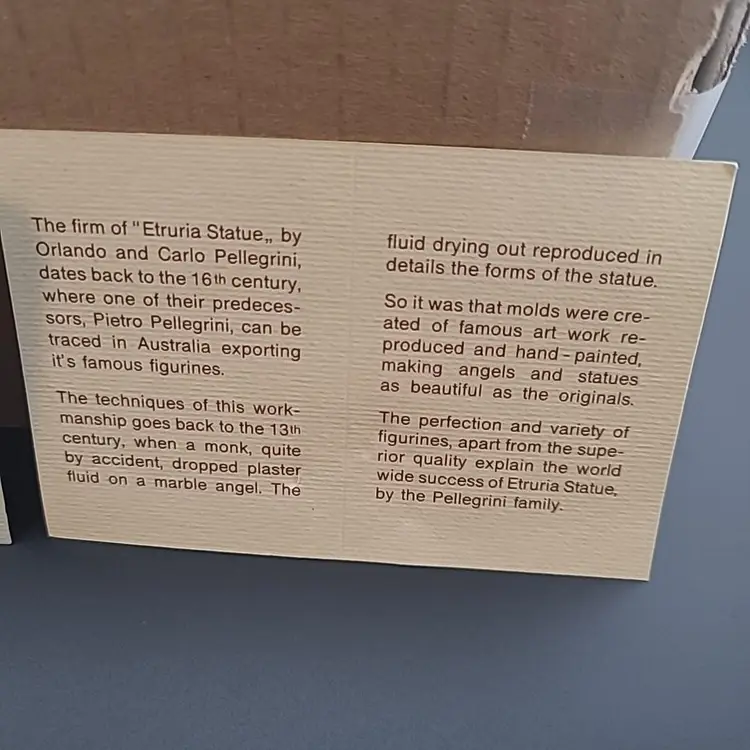 The firm of "Etruria Statue„ by
Orlando and Carlo Pellegrini,
dates back to the 16th century,
where one of their predeces-
sors, Pietro Pellegrini, can be
traced in Australia exporting
it's famous figurines.
The techniques of this work-
manship goes back to the 13th
century, when a monk, quite
by accident, dropped plaster
fluid on a marble angel. The
fluid drying out reproduced in
details the forms of the statue.
So it was that molds were cre-
ated of famous art work re-
produced and hand-painted,
making angels and statues
as beautiful as the originals.
The perfection and variety of
figurines, apart from the supe-
rior quality explain the world
wide success of Etruria Statue,
by the Pellegrini family.